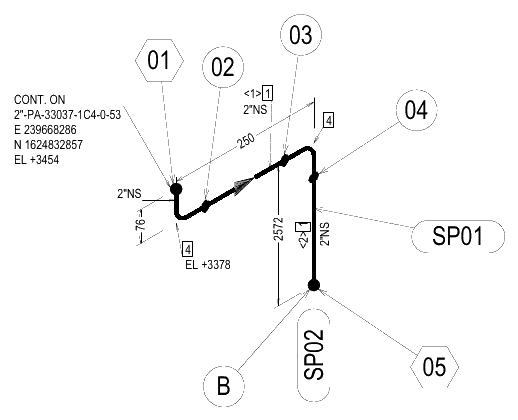 03
01
02
<1> 1
2"NS
CONT. ON
2"-PA-33037-1C4-0-53
E 239668286
N 1624832857
EL +3454
04
4
250
2"NS
76
4
EL +3378
2572
<2> 1
2"NS
SP01
SP02
B
05